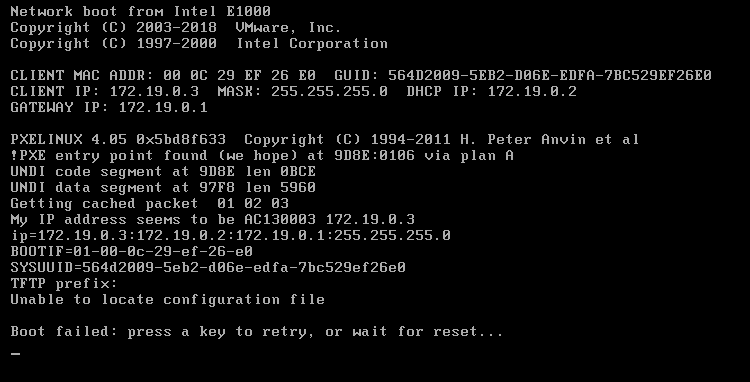 Network boot from Intel E1000
Copyright (C) 2003-2018  VMware, Inc.
Copyright (C) 1997-2000  Intel Corporation

CLIENT MAC ADDR: 00 0C 29 EF 26 E0  GUID: 564D2009-5EB2-D06E-EDFA-7BC529EF26E0
CLIENT IP: 172.19.0.3  MASK: 255.255.255.0  DHCP IP: 172.19.0.2
GATEWAY IP: 172.19.0.1

PXELINUX 4.05 0x5bd8f633  Copyright (C) 1994-2011 H. Peter Anvin et al
!PXE entry point found (we hope) at 9D8E:0106 via plan A
UNDI code segment at 9D8E len 0BCE
UNDI data segment at 97F8 len 5960
Getting cached packet  01 02 03
My IP address seems to be AC130003 172.19.0.3
ip=172.19.0.3:172.19.0.2:172.19.0.1:255.255.255.0
BOOTIF=01-00-0c-29-ef-26-e0
SYSUUID=564d2009-5eb2-d06e-edfa-7bc529ef26e0
TFTP prefix:
Unable to locate configuration file

Boot failed: press a key to retry, or wait for reset...
_